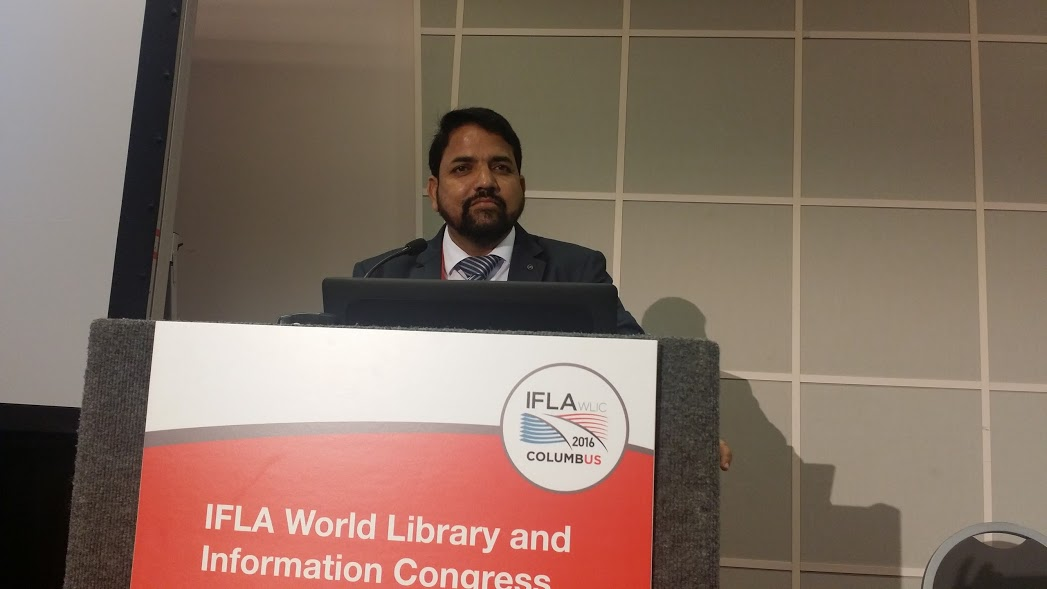 IFLA WLIC
2016
COLUMBUS
IFLA World Library and
Information Congress